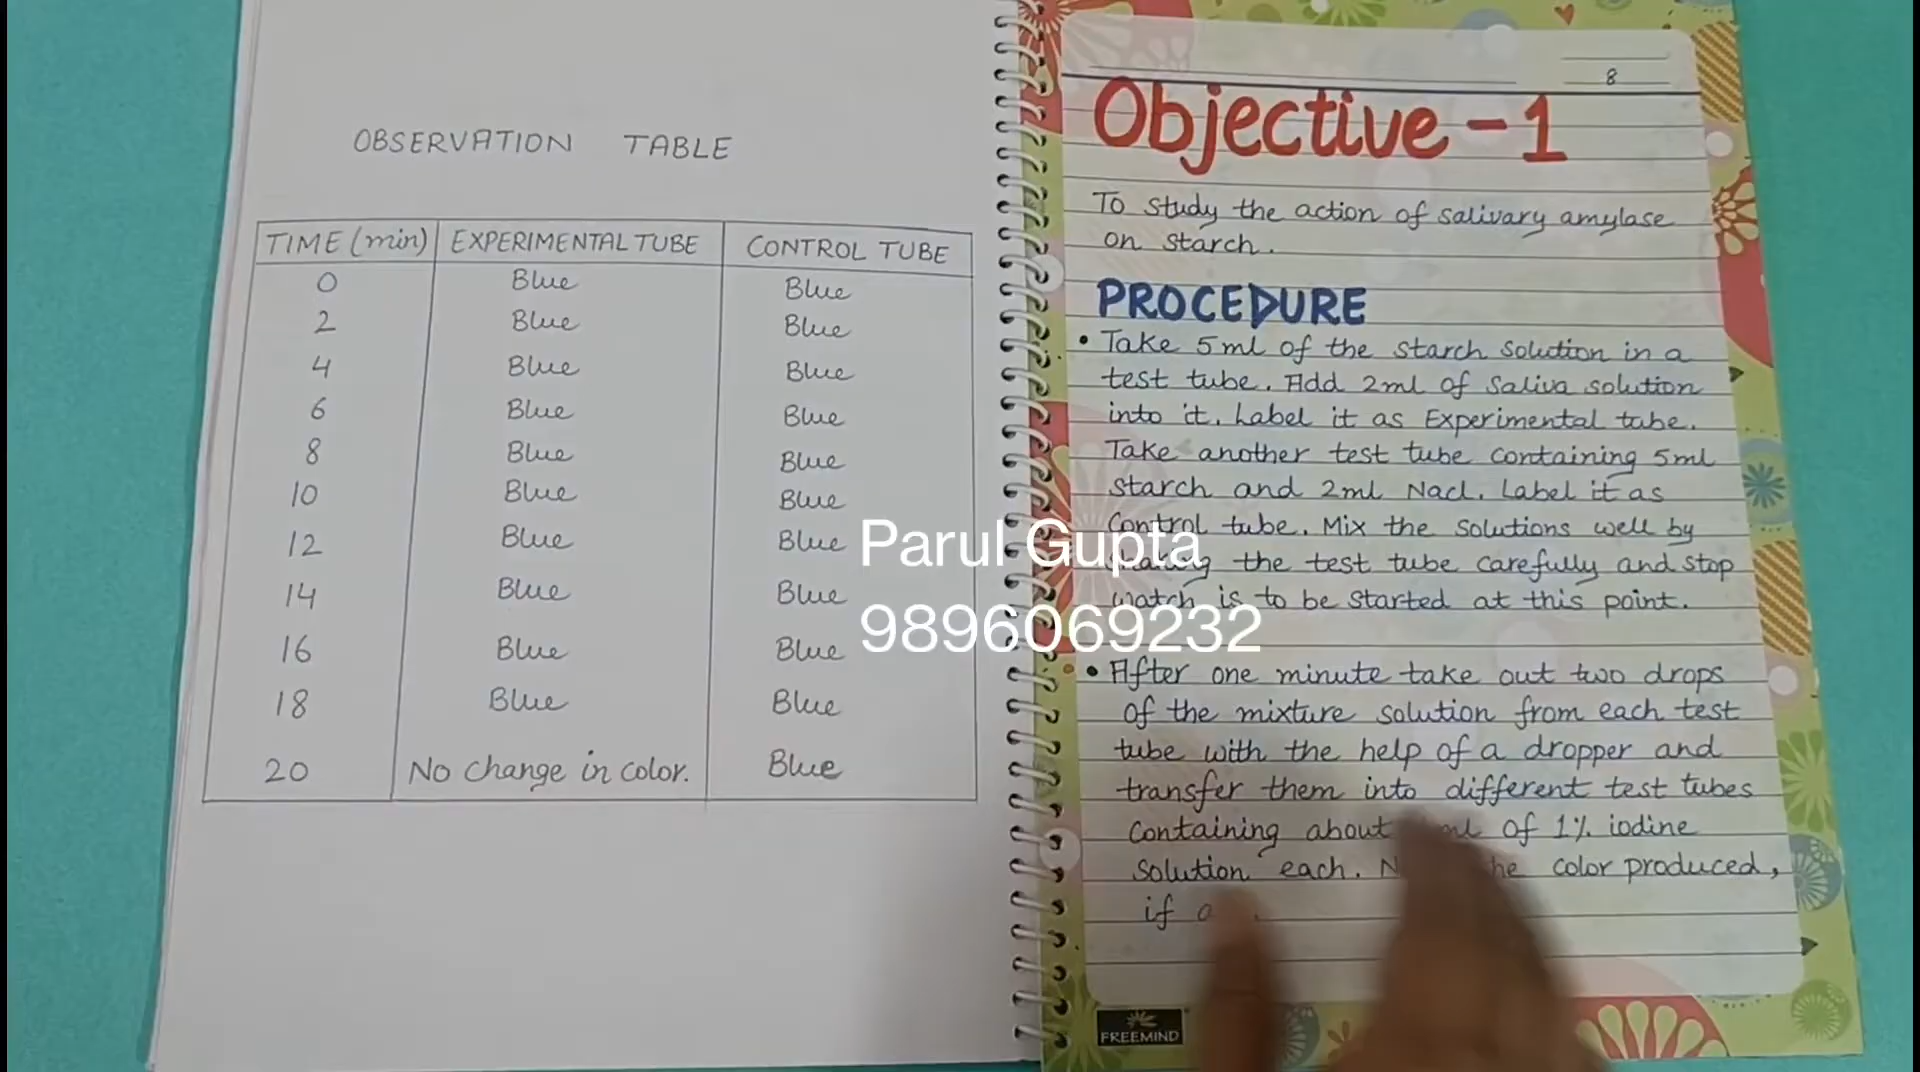 OBSERVATION TABLE
TIME (min) EXPERIMENTAL TUBE CONTROL TUBE
0 Blue Blue
2 Blue Blue
4 Blue Blue
6 Blue Blue
8 Blue Blue
10 Blue Blue
12 Blue Blue
14 Blue Blue
16 Blue Blue
18 Blue Blue
20 No change in color. Blue
8
Objective - 1
To study the action of salivary amylase
on starch.
PROCEDURE
• Take 5ml of the starch solution in a
test tube. Add 2ml of saliva solution
into it. Label it as Experimental tube.
Take another test tube containing 5ml
starch and 2ml Nacl. Label it as
Control tube. Mix the solutions well by
the test tube carefully and stop
watch is to be started at this point.
• After one minute take out two drops
of the mixture solution from each test
tube with the help of a dropper and
transfer them into different test tubes
containing about ml of 1% iodine
solution each. the color produced,
if
FREEMIND
Parul Gupta
9896069232